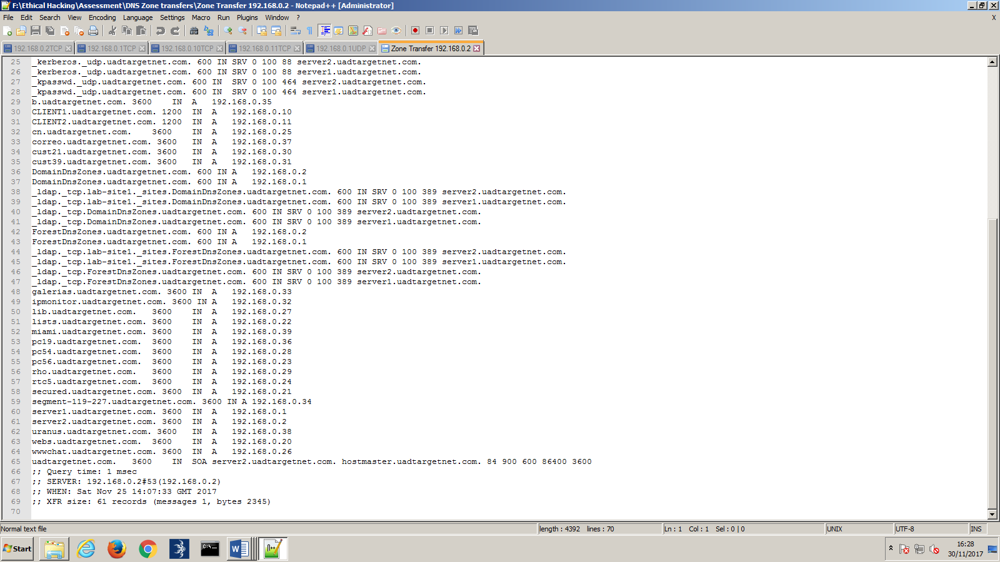 F:\Ethical Hacking\Assessment\DNS Zone transfers\Zone Transfer 192.168.0.2 - Notepad++ [Administrator]
File Edit Search View Encoding Language Settings Macro Run Plugins Window ? X
192.168.0.2TCP 192.168.0.1TCP 192.168.0.10TCP 192.168.0.11TCP 192.168.0.1UDP Zone Transfer 192.168.0.2
25 _kerberos._udp.uadtargetnet.com. 600 IN SRV 0 100 88 server2.uadtargetnet.com.
26 _kerberos._udp.uadtargetnet.com. 600 IN SRV 0 100 88 server1.uadtargetnet.com.
27 _kpasswd._udp.uadtargetnet.com. 600 IN SRV 0 100 464 server2.uadtargetnet.com.
28 _kpasswd._udp.uadtargetnet.com. 600 IN SRV 0 100 464 server1.uadtargetnet.com.
29 b.uadtargetnet.com. 3600 IN A 192.168.0.35
30 CLIENT1.uadtargetnet.com. 1200 IN A 192.168.0.10
31 CLIENT2.uadtargetnet.com. 1200 IN A 192.168.0.11
32 cn.uadtargetnet.com. 3600 IN A 192.168.0.25
33 correo.uadtargetnet.com. 3600 IN A 192.168.0.37
34 cust21.uadtargetnet.com. 3600 IN A 192.168.0.30
35 cust39.uadtargetnet.com. 3600 IN A 192.168.0.31
36 DomainDnsZones.uadtargetnet.com. 600 IN A 192.168.0.2
37 DomainDnsZones.uadtargetnet.com. 600 IN A 192.168.0.1
38 _ldap._tcp.lab-site1._sites.DomainDnsZones.uadtargetnet.com. 600 IN SRV 0 100 389 server2.uadtargetnet.com.
39 _ldap._tcp.lab-site1._sites.DomainDnsZones.uadtargetnet.com. 600 IN SRV 0 100 389 server1.uadtargetnet.com.
40 _ldap._tcp.DomainDnsZones.uadtargetnet.com. 600 IN SRV 0 100 389 server2.uadtargetnet.com.
41 _ldap._tcp.DomainDnsZones.uadtargetnet.com. 600 IN SRV 0 100 389 server1.uadtargetnet.com.
42 ForestDnsZones.uadtargetnet.com. 600 IN A 192.168.0.2
43 ForestDnsZones.uadtargetnet.com. 600 IN A 192.168.0.1
44 _ldap._tcp.lab-site1._sites.ForestDnsZones.uadtargetnet.com. 600 IN SRV 0 100 389 server2.uadtargetnet.com.
45 _ldap._tcp.lab-site1._sites.ForestDnsZones.uadtargetnet.com. 600 IN SRV 0 100 389 server1.uadtargetnet.com.
46 _ldap._tcp.ForestDnsZones.uadtargetnet.com. 600 IN SRV 0 100 389 server2.uadtargetnet.com.
47 _ldap._tcp.ForestDnsZones.uadtargetnet.com. 600 IN SRV 0 100 389 server1.uadtargetnet.com.
48 galerias.uadtargetnet.com. 3600 IN A 192.168.0.33
49 ipmonitor.uadtargetnet.com. 3600 IN A 192.168.0.32
50 lib.uadtargetnet.com. 3600 IN A 192.168.0.27
51 lists.uadtargetnet.com. 3600 IN A 192.168.0.22
52 miami.uadtargetnet.com. 3600 IN A 192.168.0.39
53 pc19.uadtargetnet.com. 3600 IN A 192.168.0.36
54 pc54.uadtargetnet.com. 3600 IN A 192.168.0.28
55 pc56.uadtargetnet.com. 3600 IN A 192.168.0.23
56 rho.uadtargetnet.com. 3600 IN A 192.168.0.29
57 rtc5.uadtargetnet.com. 3600 IN A 192.168.0.24
58 secured.uadtargetnet.com. 3600 IN A 192.168.0.21
59 segment-119-227.uadtargetnet.com. 3600 IN A 192.168.0.34
60 server1.uadtargetnet.com. 3600 IN A 192.168.0.1
61 server2.uadtargetnet.com. 3600 IN A 192.168.0.2
62 uranus.uadtargetnet.com. 3600 IN A 192.168.0.38
63 webs.uadtargetnet.com. 3600 IN A 192.168.0.20
64 wwwchat.uadtargetnet.com. 3600 IN A 192.168.0.26
65 uadtargetnet.com. 3600 IN SOA server2.uadtargetnet.com. hostmaster.uadtargetnet.com. 84 900 600 86400 3600
66 ;; Query time: 1 msec
67 ;; SERVER: 192.168.0.2#53(192.168.0.2)
68 ;; WHEN: Sat Nov 25 14:07:33 GMT 2017
69 ;; XFR size: 61 records (messages 1, bytes 2345)
70
Normal text file length : 4392 lines : 70 Ln : 1 Col : 1 Sel : 0 | 0 UNIX UTF-8 INS
Start 16:28
30/11/2017